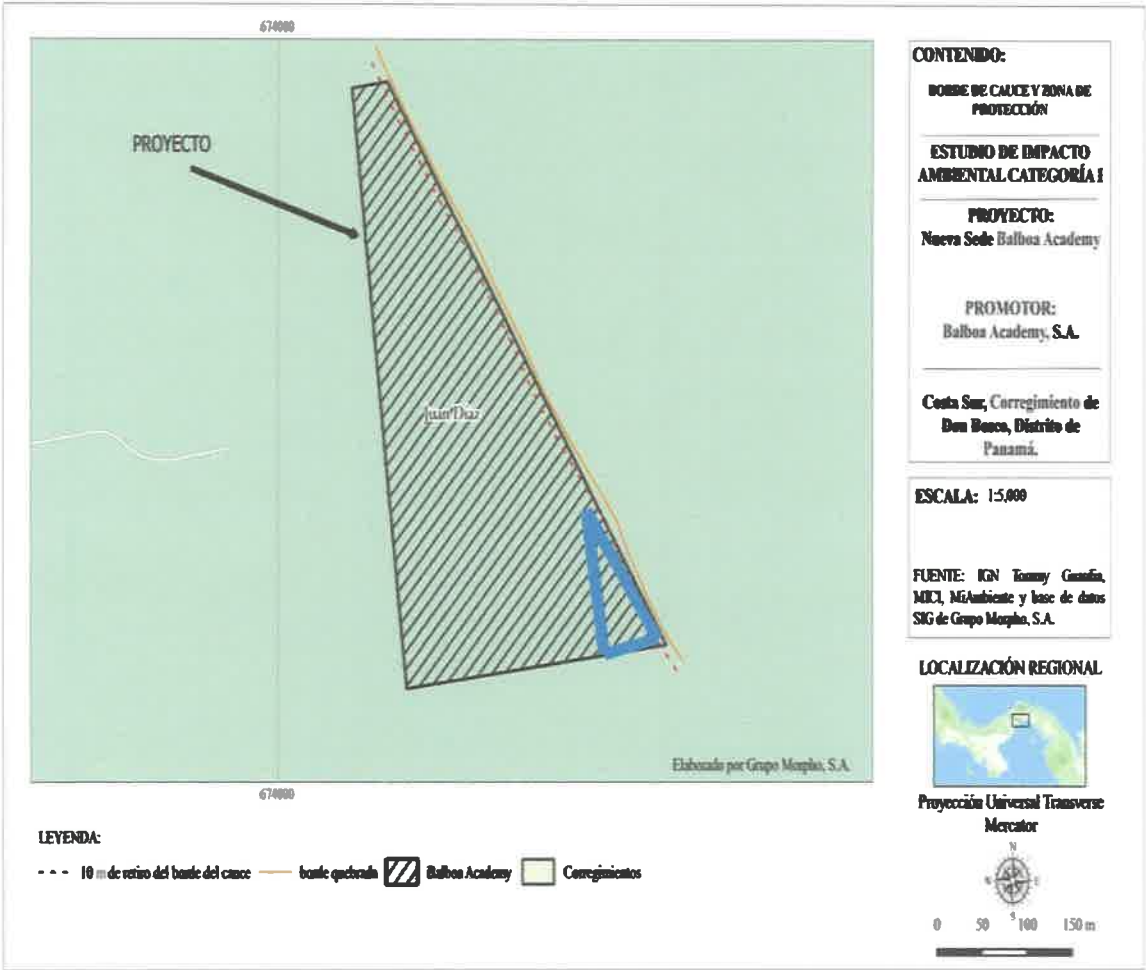 674000
PROYECTO
Juan Díaz
Elaborado por Grupo Morpho, S.A.
674000
CONTENIDO:
BORDE DE CAUCE Y ZONA DE
PROTECCIÓN
ESTUDIO DE IMPACTO
AMBIENTAL CATEGORÍA I
PROYECTO:
Nueva Sede Balboa Academy
PROMOTOR:
Balboa Academy, S.A.
Costa Sur, Corregimiento de
Don Bosco, Distrito de
Panamá.
ESCALA: 1:5,000
FUENTE: IGN Tommy Guardia,
MICI, MiAmbiente y base de datos
SIG de Grupo Morpho, S.A.
LOCALIZACIÓN REGIONAL
Proyección Universal Transverse
Mercator
N
E
S
0 50 100 150 m
LEYENDA:
10 m de retiro del borde del cauce borde quebrada Balboa Academy Corregimientos